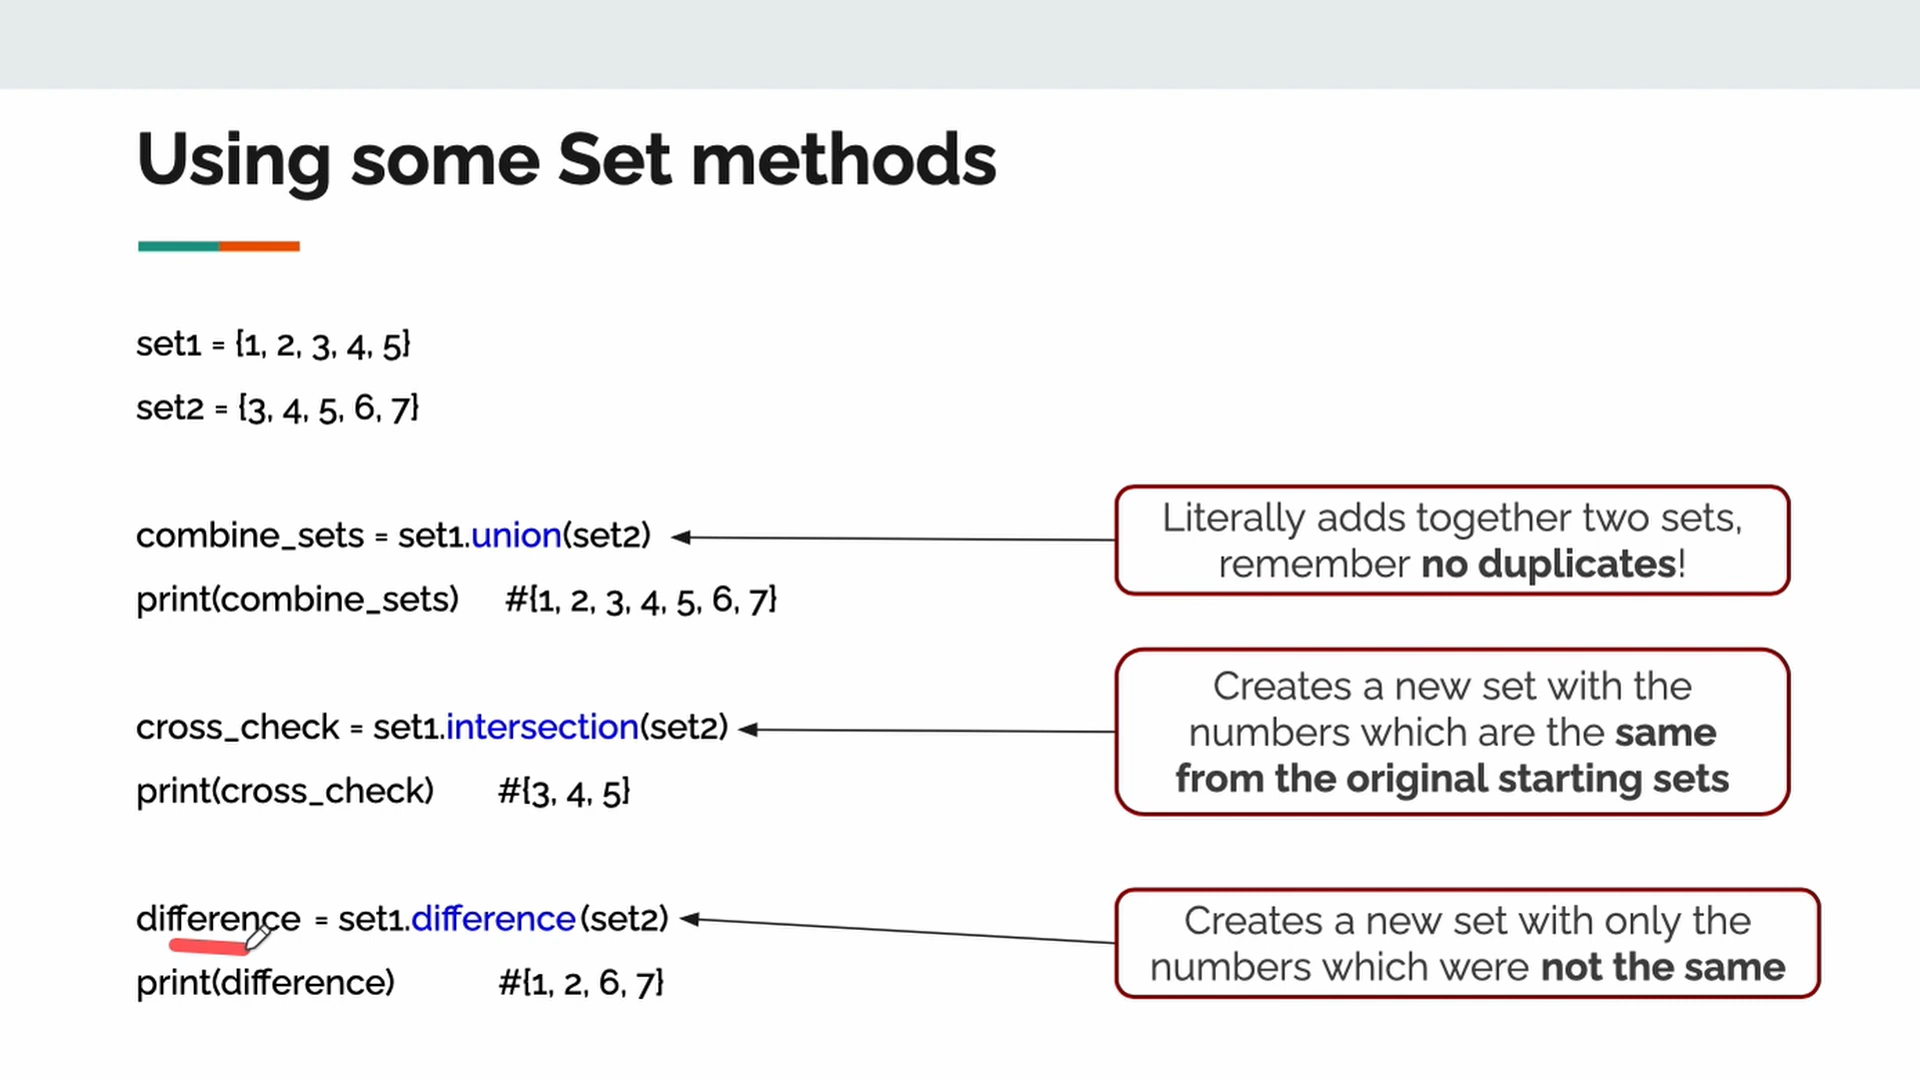 Using some Set methods
set1 = {1, 2, 3, 4, 5}
set2 = {3, 4, 5, 6, 7}
combine_sets = set1.union(set2)
print(combine_sets) #{1, 2, 3, 4, 5, 6, 7}
Literally adds together two sets,
remember no duplicates!
cross_check = set1.intersection(set2)
print(cross_check) #{3, 4, 5}
Creates a new set with the
numbers which are the same
from the original starting sets
difference = set1.difference(set2)
print(difference) #{1, 2, 6, 7}
Creates a new set with only the
numbers which were not the same